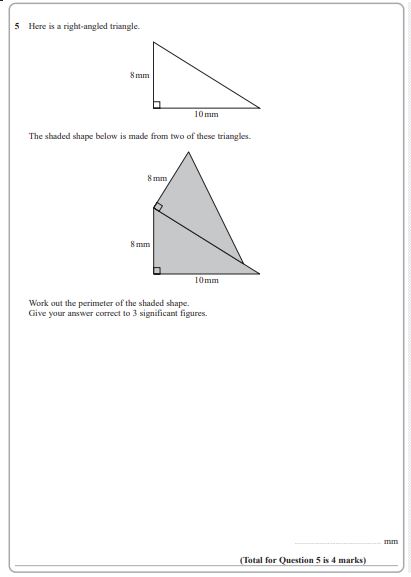 5 Here is a right-angled triangle.
8 mm
10 mm
The shaded shape below is made from two of these triangles.
8 mm
8 mm
10 mm
Work out the perimeter of the shaded shape.
Give your answer correct to 3 significant figures.
mm
(Total for Question 5 is 4 marks)